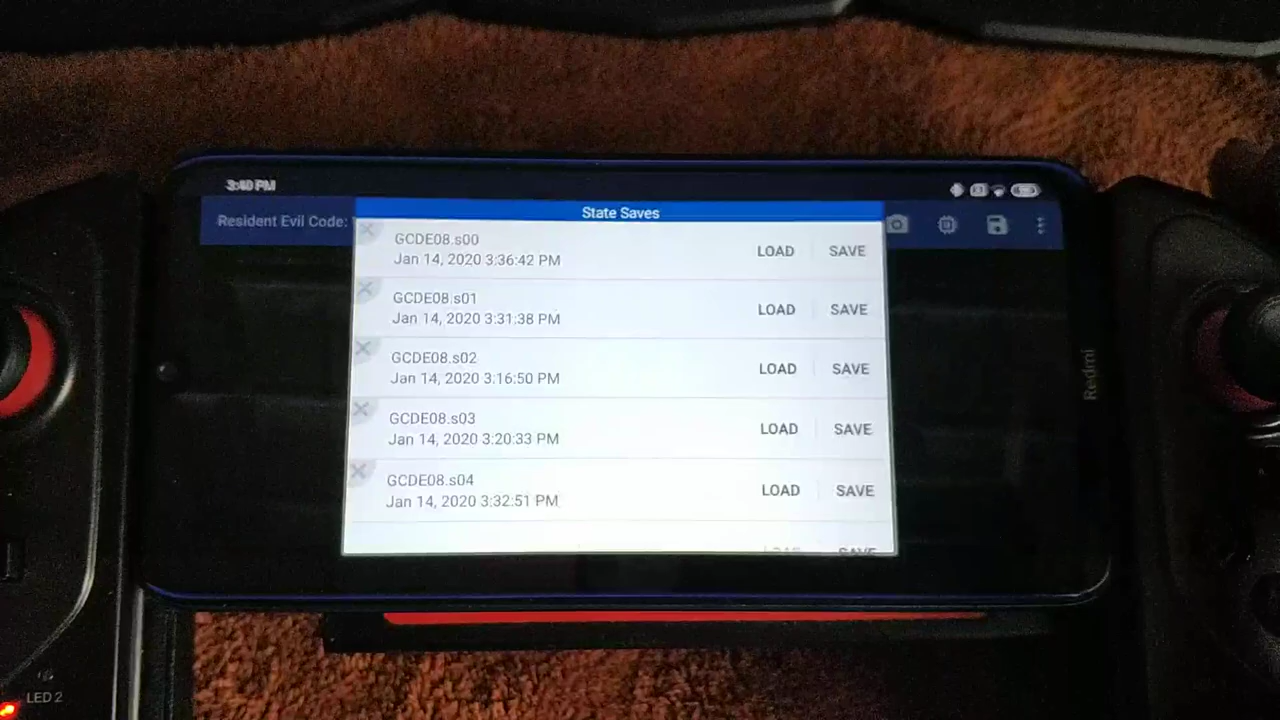 3:40 PM
Resident Evil Code:
State Saves
GCDE08.s00
Jan 14, 2020 3:36:42 PM
LOAD
SAVE
GCDE08.s01
Jan 14, 2020 3:31:38 PM
LOAD
SAVE
GCDE08.s02
Jan 14, 2020 3:16:50 PM
LOAD
SAVE
GCDE08.s03
Jan 14, 2020 3:20:33 PM
LOAD
SAVE
GCDE08.s04
Jan 14, 2020 3:32:51 PM
LOAD
SAVE
LOAD
SAVE
Redmi
LED 2